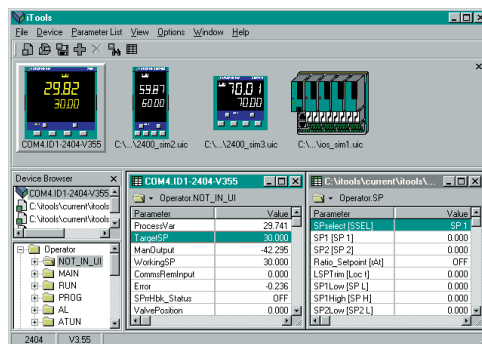 iTools
File Device Parameter List View Options Window Help
29.82
30.00
59.87
60.00
-70.01
70.00
COM4.ID1-2404-V355
C:\...\2400_sim2.uic
C:\...\2400_sim3.uic
C:\...\ios_sim1.uic
Device Browser
COM4.ID1-2404-V355
C:\itools\current\itools
C:\itools\current\itools
Operator
NOT_IN_UI
MAIN
RUN
PROG
AL
ATUN
COM4.ID1-2404-V355
Operator.NOT_IN_UI
Parameter Value
ProcessVar 29.741
TargetSP 30.000
ManOutput -42.295
WorkingSP 30.000
CommsRemInput 0.000
Error -0.236
SPrrHbk_Status OFF
ValvePosition 0.000
C:\itools\current\itools\...
Operator.SP
Parameter Value
SPselect [SSEL] SP 1
SP1 [SP 1] 0.000
SP2 [SP 2] 0.000
Ratio_Setpoint [tAt] OFF
LSPTrim [Loc t] 0.000
SP1Low [SP L] 0.000
SP1High [SP H] 0.000
SP2Low [SP2 L] 0.000
2404 V3.55